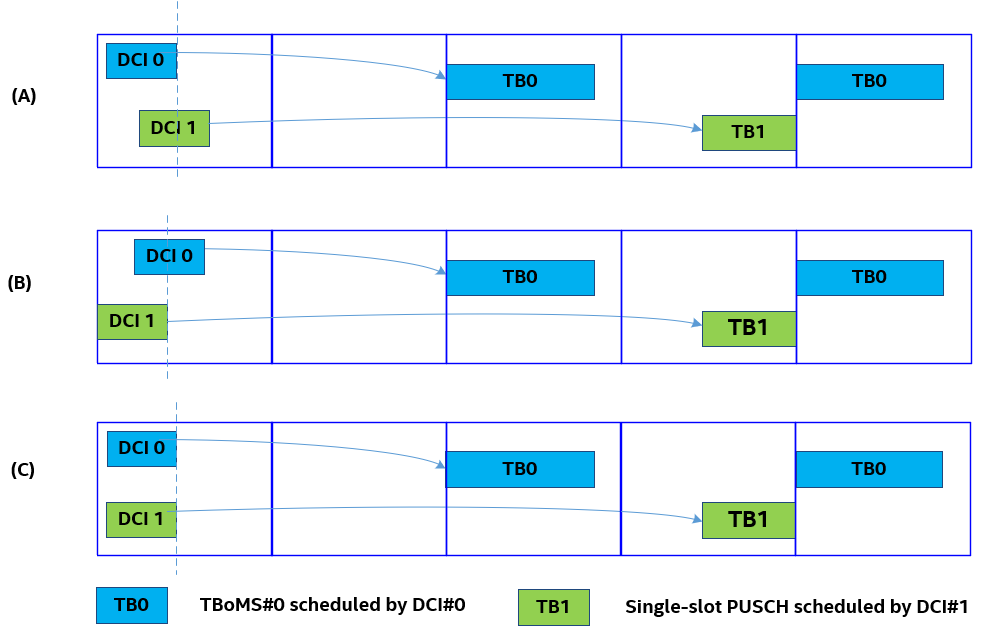 (A)
DCI 0
TB0
TB0
DCI 1
TB1
(B)
DCI 0
TB0
TB0
DCI 1
TB1
(C)
DCI 0
TB0
TB0
DCI 1
TB1
TB0 TBoMS#0 scheduled by DCI#0 TB1 Single-slot PUSCH scheduled by DCI#1